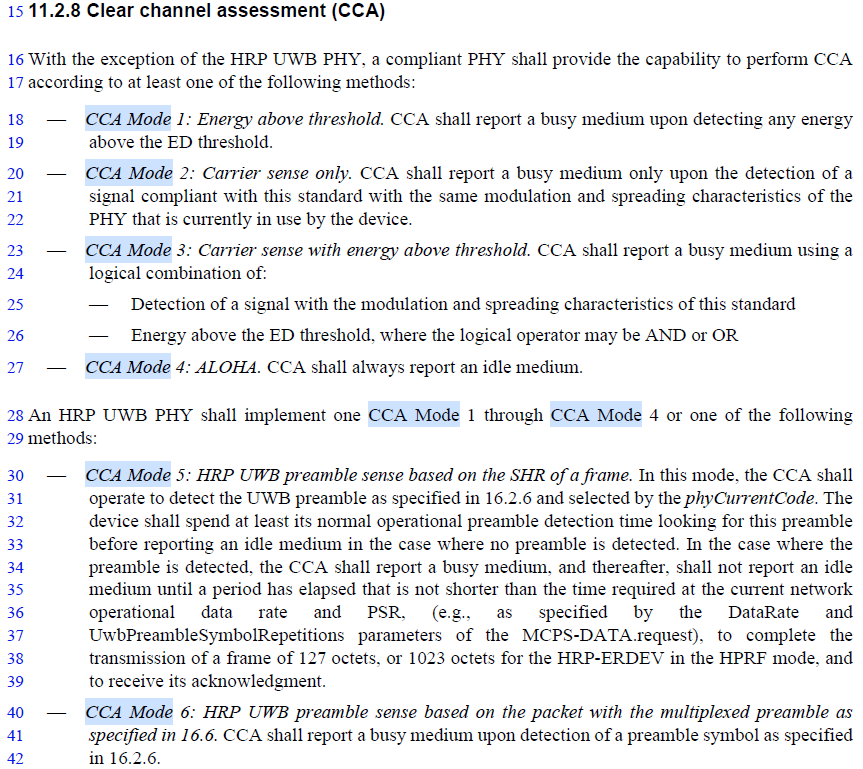 15 11.2.8 Clear channel assessment (CCA)
16 With the exception of the HRP UWB PHY, a compliant PHY shall provide the capability to perform CCA
17 according to at least one of the following methods:
18 — CCA Mode 1: Energy above threshold. CCA shall report a busy medium upon detecting any energy
19 above the ED threshold.
20 — CCA Mode 2: Carrier sense only. CCA shall report a busy medium only upon the detection of a
21 signal compliant with this standard with the same modulation and spreading characteristics of the
22 PHY that is currently in use by the device.
23 — CCA Mode 3: Carrier sense with energy above threshold. CCA shall report a busy medium using a
24 logical combination of:
25 — Detection of a signal with the modulation and spreading characteristics of this standard
26 — Energy above the ED threshold, where the logical operator may be AND or OR
27 — CCA Mode 4: ALOHA. CCA shall always report an idle medium.
28 An HRP UWB PHY shall implement one CCA Mode 1 through CCA Mode 4 or one of the following
29 methods:
30 — CCA Mode 5: HRP UWB preamble sense based on the SHR of a frame. In this mode, the CCA shall
31 operate to detect the UWB preamble as specified in 16.2.6 and selected by the phyCurrentCode. The
32 device shall spend at least its normal operational preamble detection time looking for this preamble
33 before reporting an idle medium in the case where no preamble is detected. In the case where the
34 preamble is detected, the CCA shall report a busy medium, and thereafter, shall not report an idle
35 medium until a period has elapsed that is not shorter than the time required at the current network
36 operational data rate and PSR, (e.g., as specified by the DataRate and
37 UwbPreambleSymbolRepetitions parameters of the MCPS-DATA.request), to complete the
38 transmission of a frame of 127 octets, or 1023 octets for the HRP-ERDEV in the HPRF mode, and
39 to receive its acknowledgment.
40 — CCA Mode 6: HRP UWB preamble sense based on the packet with the multiplexed preamble as
41 specified in 16.6. CCA shall report a busy medium upon detection of a preamble symbol as specified
42 in 16.2.6.